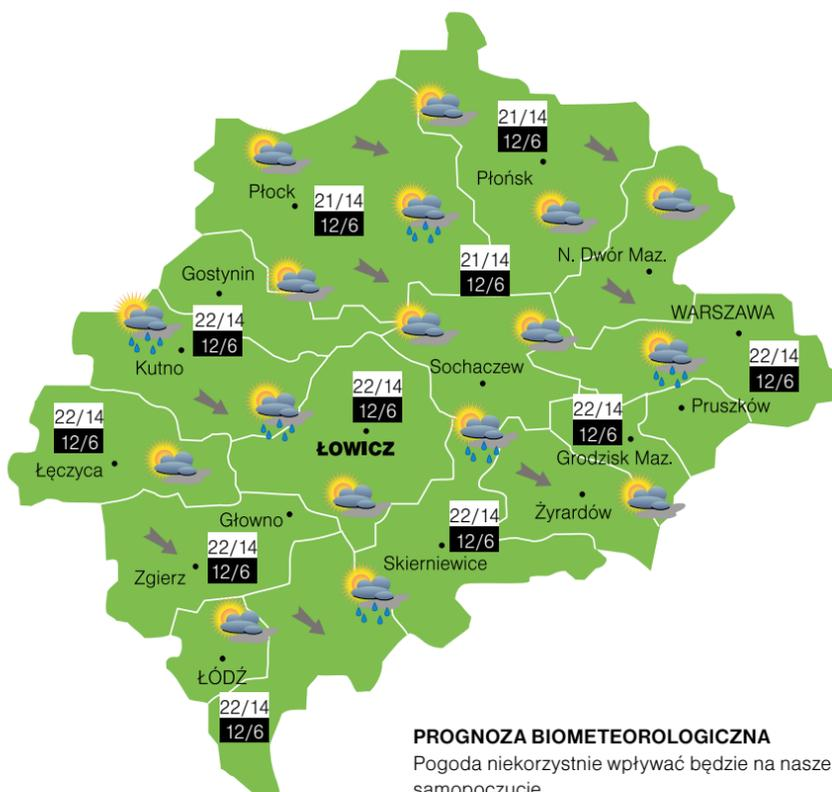 21/14
12/6
Płońsk
Płock
21/14
12/6
N. Dwór Maz.
21/14
12/6
Gostynin
WARSZAWA
22/14
12/6
Kutno
22/14
12/6
Sochaczew
22/14
12/6
ŁOWICZ
Pruszków
22/14
12/6
Grodzisk Maz.
22/14
12/6
Łęczyca
Żyrardów
Głowno
22/14
12/6
Skierniewice
22/14
12/6
Zgierz
ŁÓDŹ
22/14
12/6
PROGNOZA BIOMETEOROLOGICZNA
Pogoda niekorzystnie wpływać będzie na nasze
samopoczucie